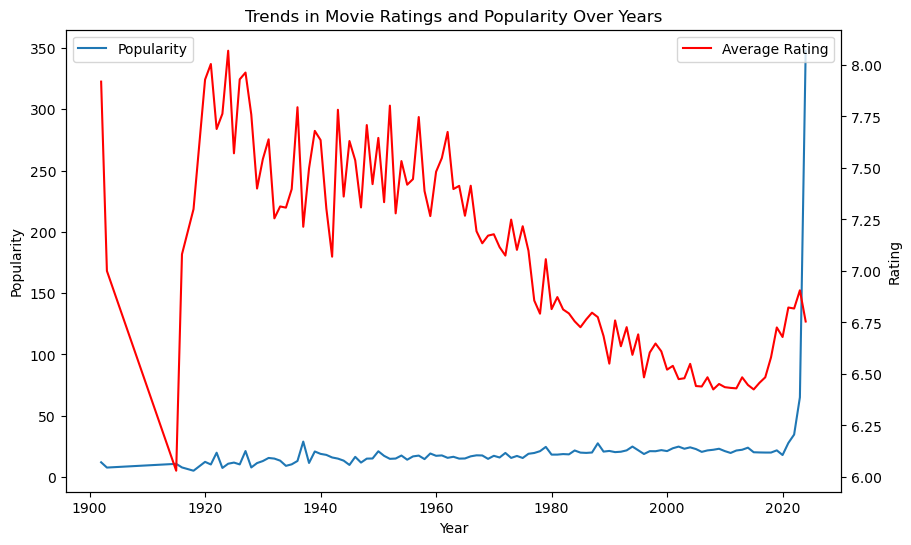 Trends in Movie Ratings and Popularity Over Years
Popularity
Average Rating
350
300
250
200
150
100
50
0
Popularity
8.00
7.75
7.50
7.25
7.00
6.75
6.50
6.25
6.00
Rating
1900 1920 1940 1960 1980 2000 2020
Year